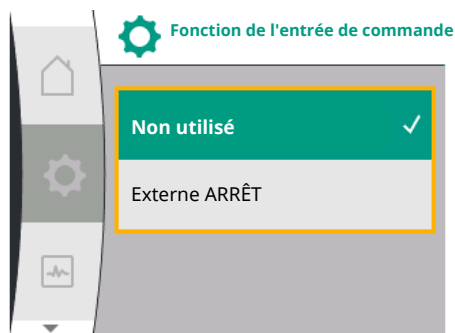 Fonction de l'entrée de commande
Non utilisé
Externe ARRÊT